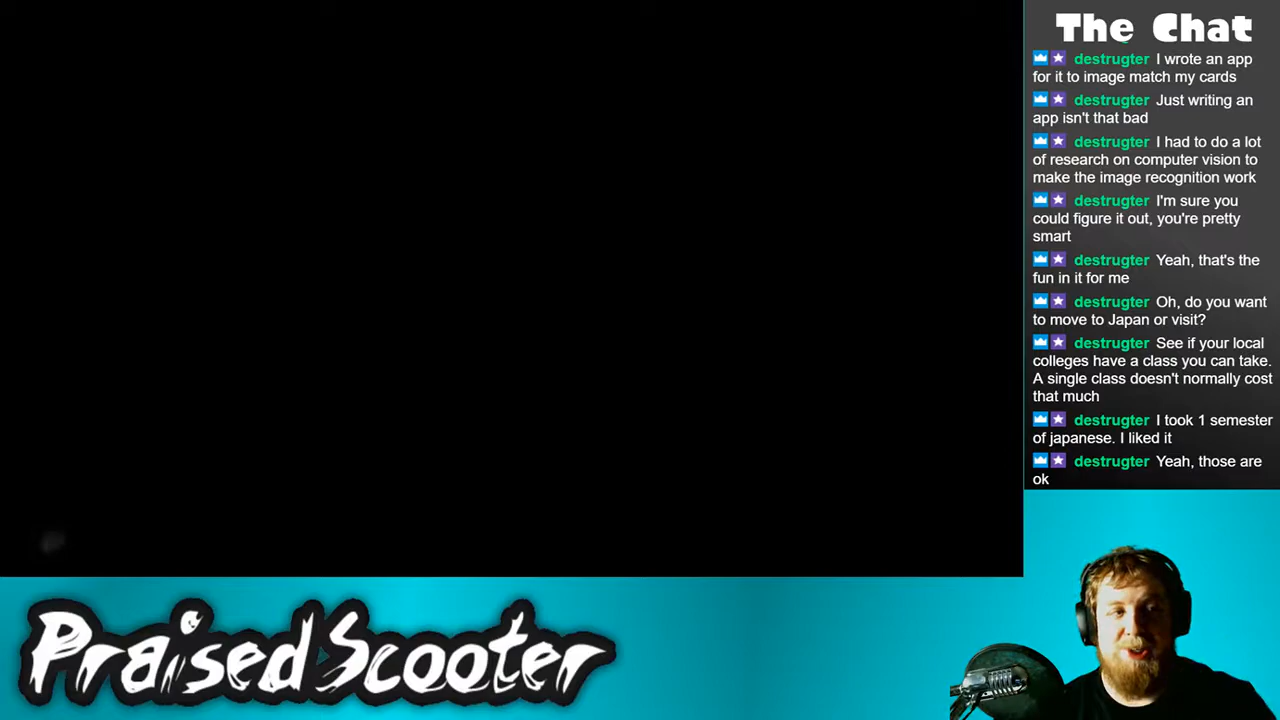 The Chat
destrugter I wrote an app
for it to image match my cards
destrugter Just writing an
app isn't that bad
destrugter I had to do a lot
of research on computer vision to
make the image recognition work
destrugter I'm sure you
could figure it out, you're pretty
smart
destrugter Yeah, that's the
fun in it for me
destrugter Oh, do you want
to move to Japan or visit?
destrugter See if your local
colleges have a class you can take.
A single class doesn't normally cost
that much
destrugter I took 1 semester
of japanese. I liked it
destrugter Yeah, those are
ok
PraisedScooter